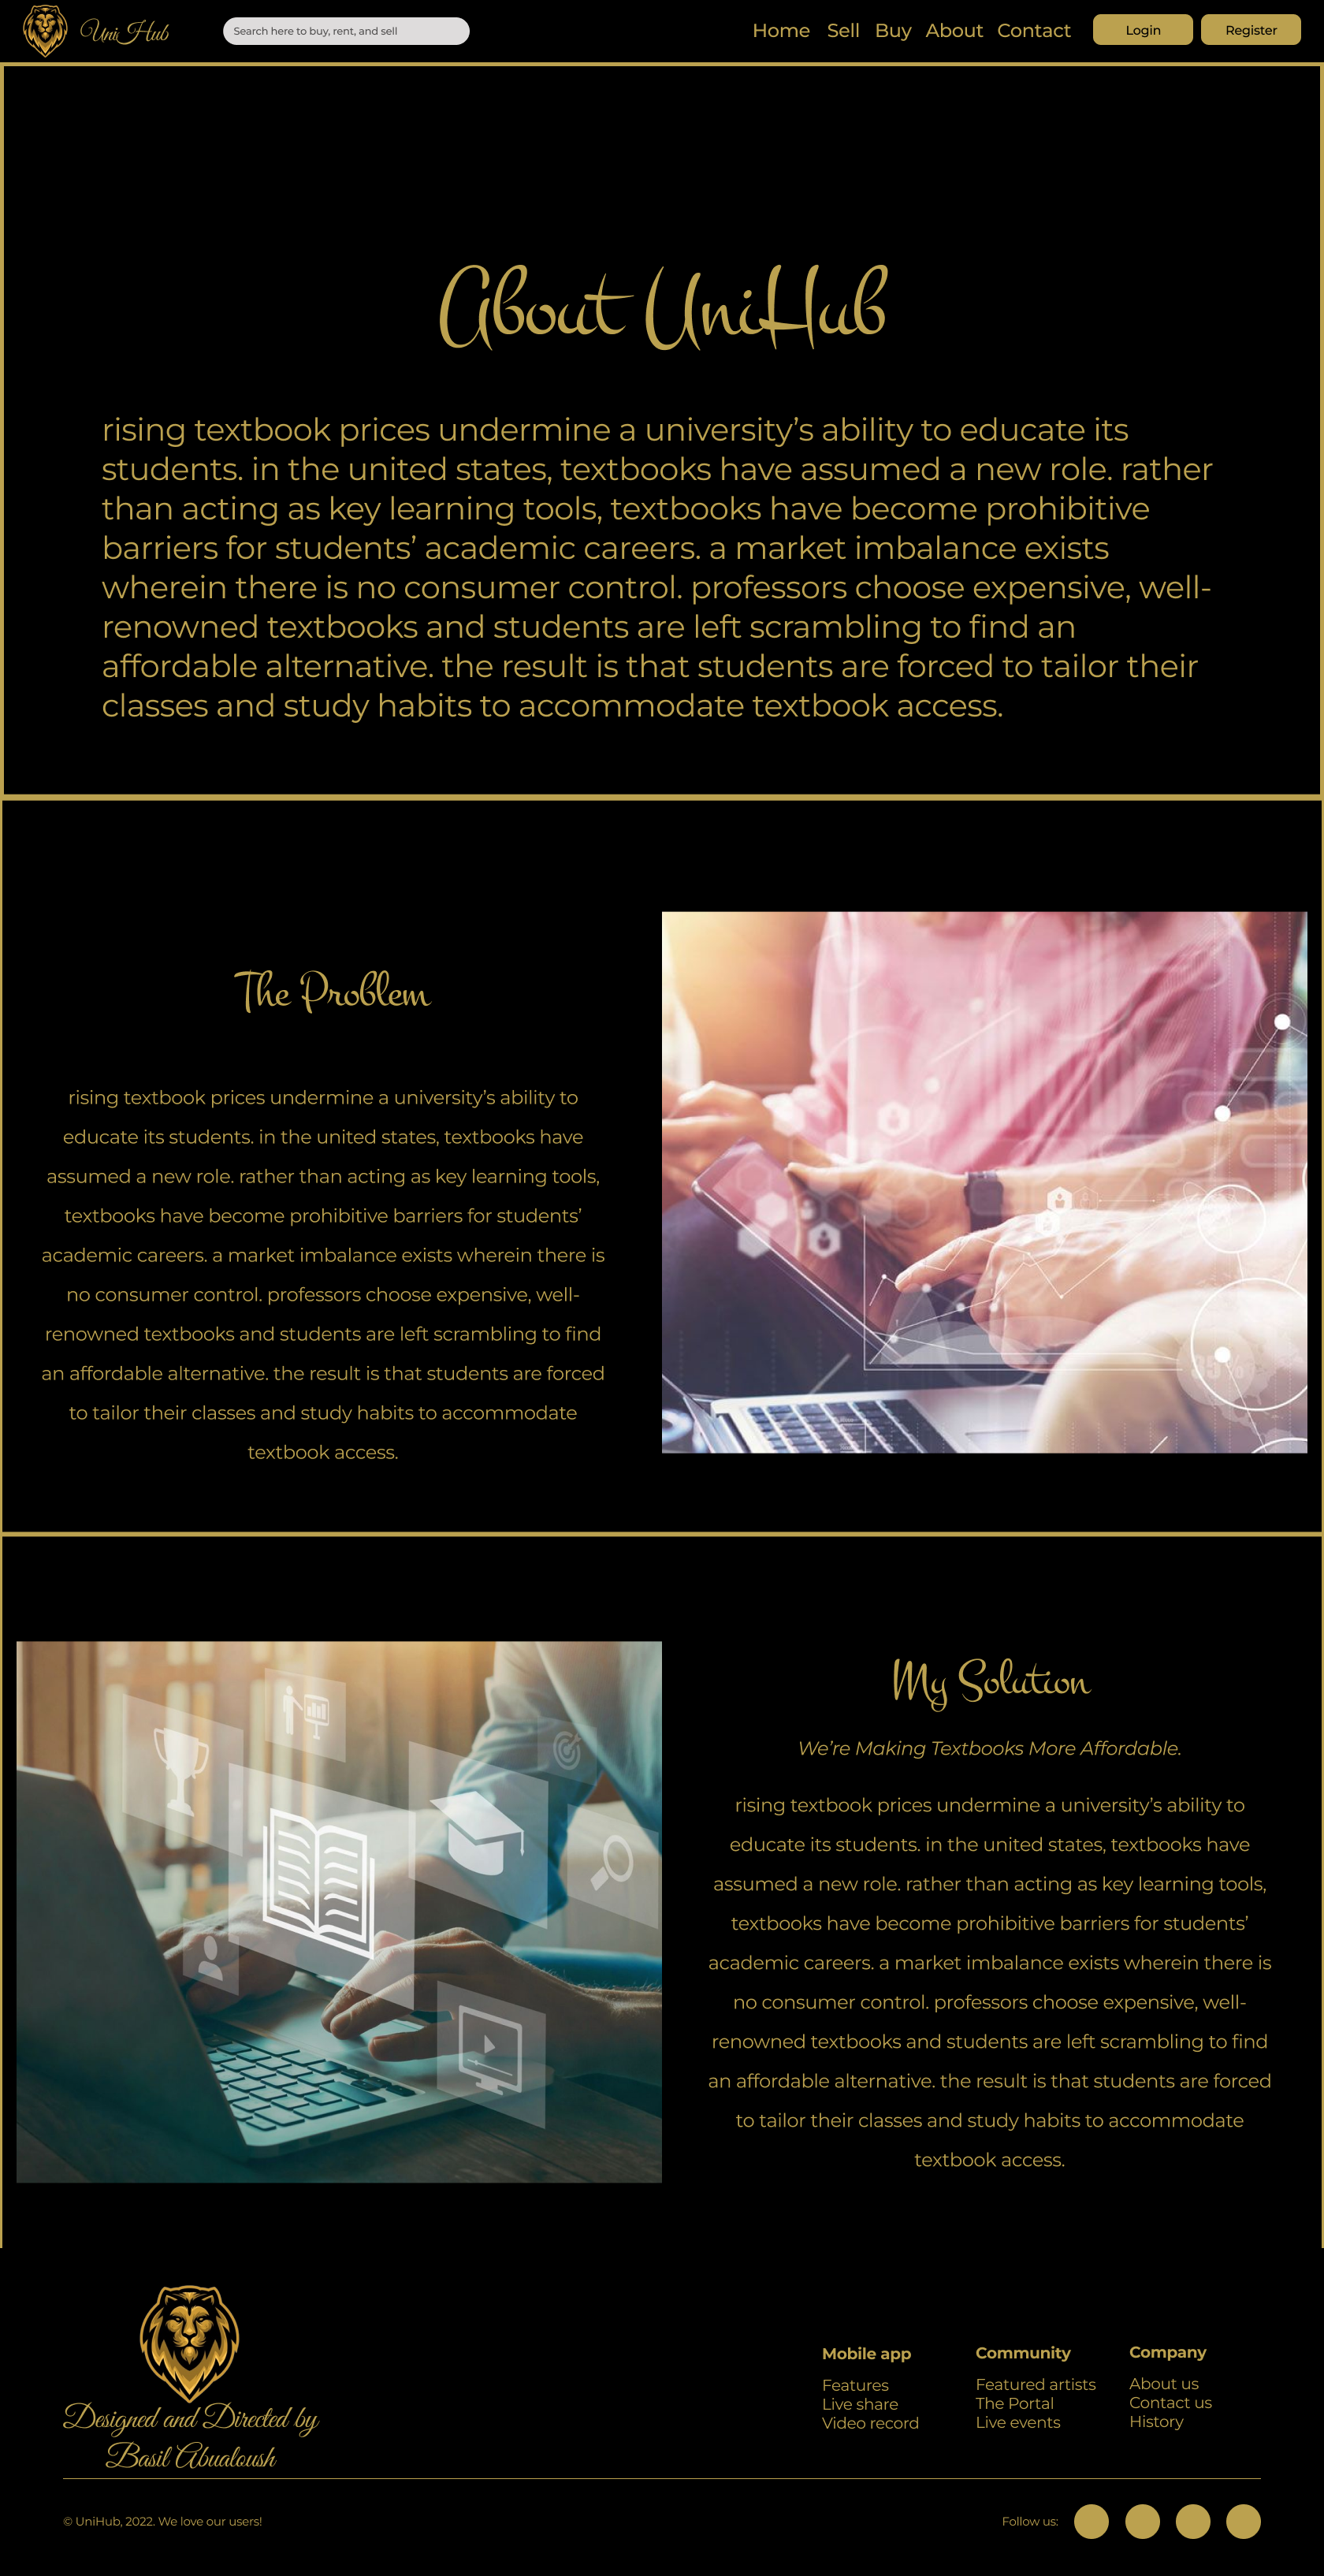 UniHub
Search here to buy, rent, and sell
Home Sell Buy About Contact
Login
Register
About UniHub
rising textbook prices undermine a university’s ability to educate its
students. in the united states, textbooks have assumed a new role. rather
than acting as key learning tools, textbooks have become prohibitive
barriers for students’ academic careers. a market imbalance exists
wherein there is no consumer control. professors choose expensive, well-
renowned textbooks and students are left scrambling to find an
affordable alternative. the result is that students are forced to tailor their
classes and study habits to accommodate textbook access.
The Problem
rising textbook prices undermine a university’s ability to
educate its students. in the united states, textbooks have
assumed a new role. rather than acting as key learning tools,
textbooks have become prohibitive barriers for students’
academic careers. a market imbalance exists wherein there is
no consumer control. professors choose expensive, well-
renowned textbooks and students are left scrambling to find
an affordable alternative. the result is that students are forced
to tailor their classes and study habits to accommodate
textbook access.
My Solution
We’re Making Textbooks More Affordable.
rising textbook prices undermine a university’s ability to
educate its students. in the united states, textbooks have
assumed a new role. rather than acting as key learning tools,
textbooks have become prohibitive barriers for students’
academic careers. a market imbalance exists wherein there is
no consumer control. professors choose expensive, well-
renowned textbooks and students are left scrambling to find
an affordable alternative. the result is that students are forced
to tailor their classes and study habits to accommodate
textbook access.
Designed and Directed by
Basil Abualoush
Mobile app
Features
Live share
Video record
Community
Featured artists
The Portal
Live events
Company
About us
Contact us
History
© UniHub, 2022. We love our users!
Follow us: